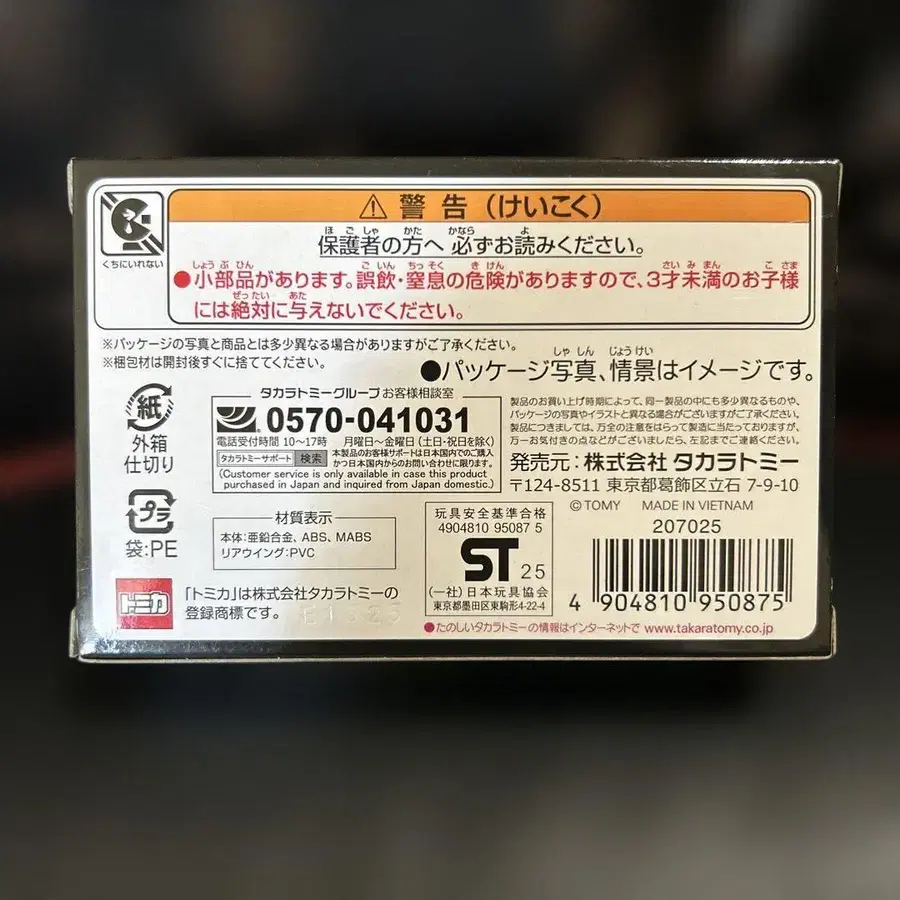 警告(けいこく)
くちにいれない
保護者の方へ 必ずお読みください。
●小部品があります。誤飲・窒息の危険がありますので、3才未満のお子様
には絶対に与えないでください。
※パッケージの写真と商品とは多少異なる場合がありますがご了承ください。
※梱包材は開封後すぐに捨ててください。
●パッケージ写真、情景はイメージです。
紙
外箱
仕切り
プラ
袋:PE
タカラトミーグループお客様相談室
0570-041031
電話受付時間 10〜17時 月曜日〜金曜日(土日・祝日を除く)
タカラトミーサポート 検索
本製品のお客様サポートは日本国内でのご購入
かつ日本国内からのお問い合わせに限ります。
(Customer service is only available in case this product
purchased in Japan and inquired from Japan domestic.)
製品のお買い上げ時期によって、同一製品の中にも多少異なるものや、
パッケージの写真やイラストと異なる場合がございますがご了承ください。
製品につきましては、万全の注意をはらって製造に当たっておりますが、
万一お気付きの点などがございましたら、左記までご連絡ください。
発売元:株式会社 タカラトミー
〒124-8511 東京都葛飾区立石 7-9-10
© TOMY MADE IN VIETNAM
207025
材質表示
本体:亜鉛合金、ABS、MABS
リアウイング:PVC
玩具安全基準合格
4904810 95087 5
ST 25
(一社)日本玩具協会
東京都墨田区東駒形4-22-4
4 904810 950875
トミカ
「トミカ」は株式会社タカラトミーの
登録商標です。
●たのしいタカラトミーの情報はインターネットで www.takaratomy.co.jp